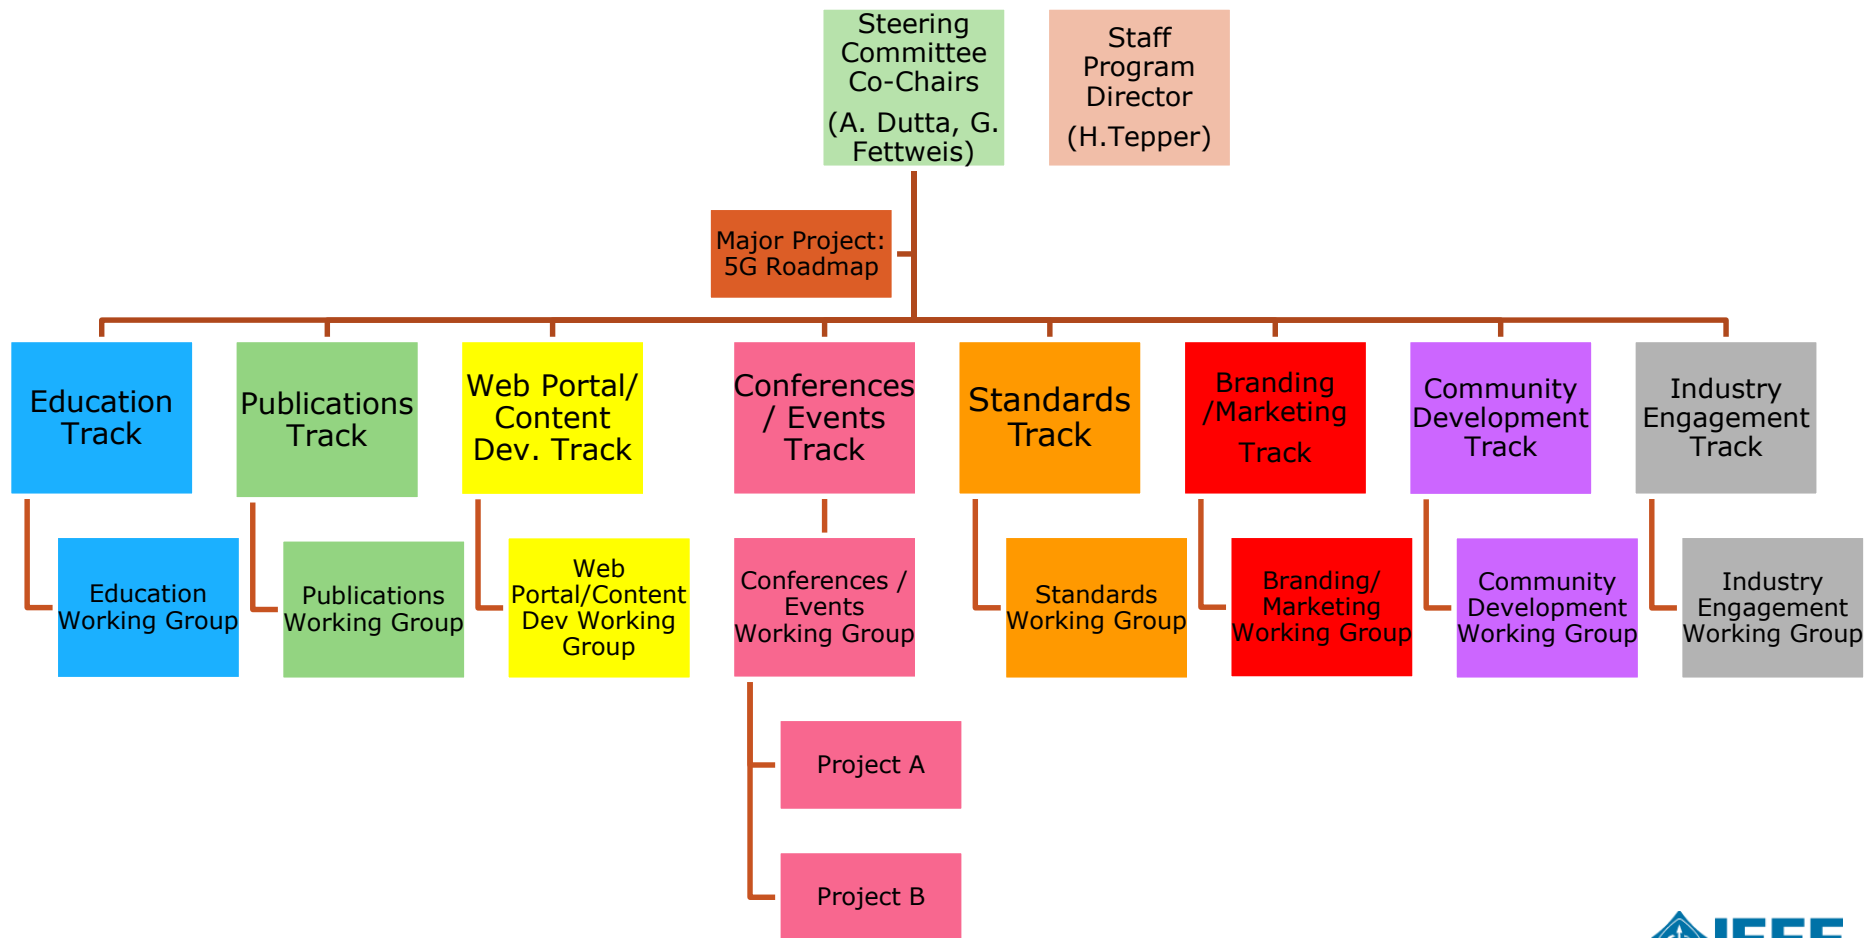 Steering
Committee
Co-Chairs
(A. Dutta, G.
Fettweis)
Staff
Program
Director
(H.Tepper)
Major Project:
5G Roadmap
Education
Track
Publications
Track
Web Portal/
Content
Dev. Track
Conferences
/ Events
Track
Standards
Track
Branding
/Marketing
Track
Community
Development
Track
Industry
Engagement
Track
Education
Working Group
Publications
Working Group
Web
Portal/Content
Dev Working
Group
Conferences /
Events
Working Group
Standards
Working Group
Branding/
Marketing
Working Group
Community
Development
Working Group
Industry
Engagement
Working Group
Project A
Project B
IEEE